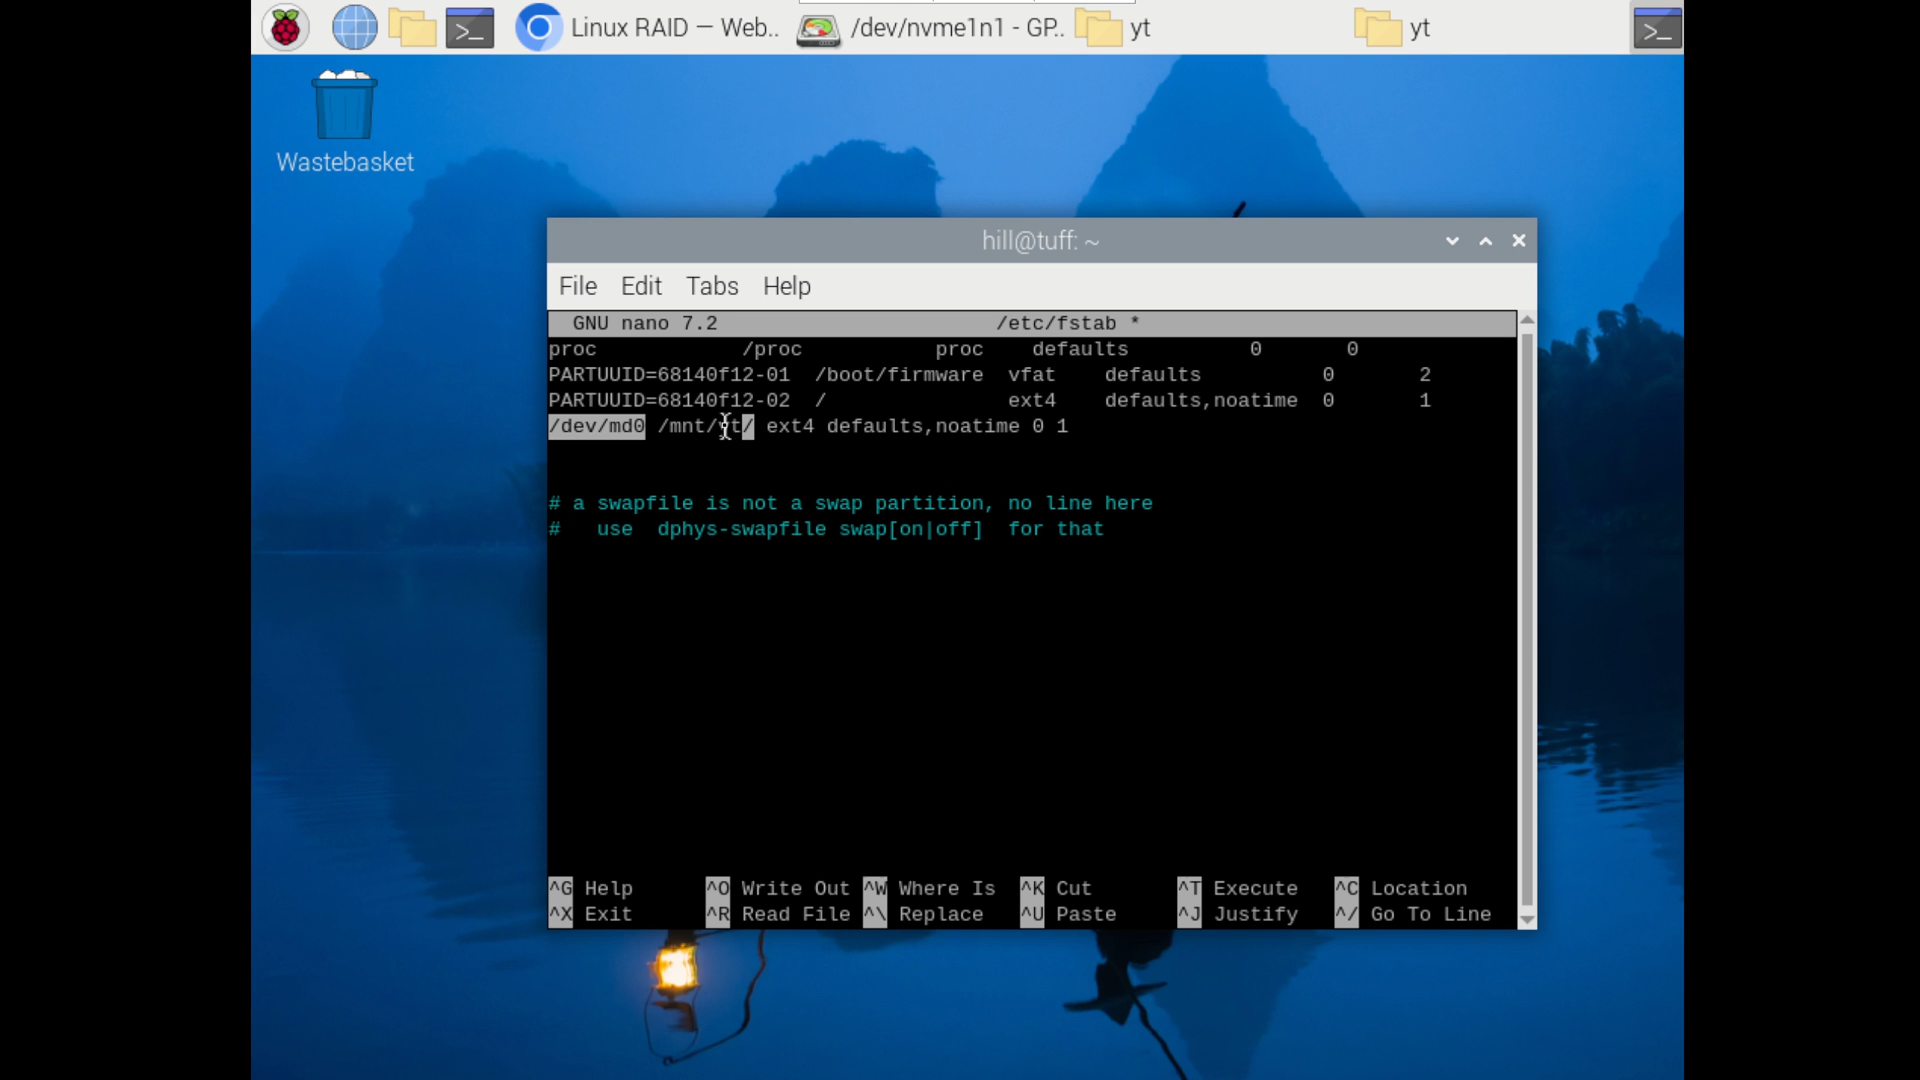 Linux RAID — Web..
/dev/nvme1n1 - GP..
yt
yt
Wastebasket
hill@tuff: ~
File Edit Tabs Help
GNU nano 7.2 /etc/fstab *
proc /proc proc defaults 0 0
PARTUUID=68140f12-01 /boot/firmware vfat defaults 0 2
PARTUUID=68140f12-02 / ext4 defaults,noatime 0 1
/dev/md0 /mnt/yt/ ext4 defaults,noatime 0 1
# a swapfile is not a swap partition, no line here
# use dphys-swapfile swap[on|off] for that
^G Help ^O Write Out ^W Where Is ^K Cut ^T Execute ^C Location
^X Exit ^R Read File ^\ Replace ^U Paste ^J Justify ^/ Go To Line